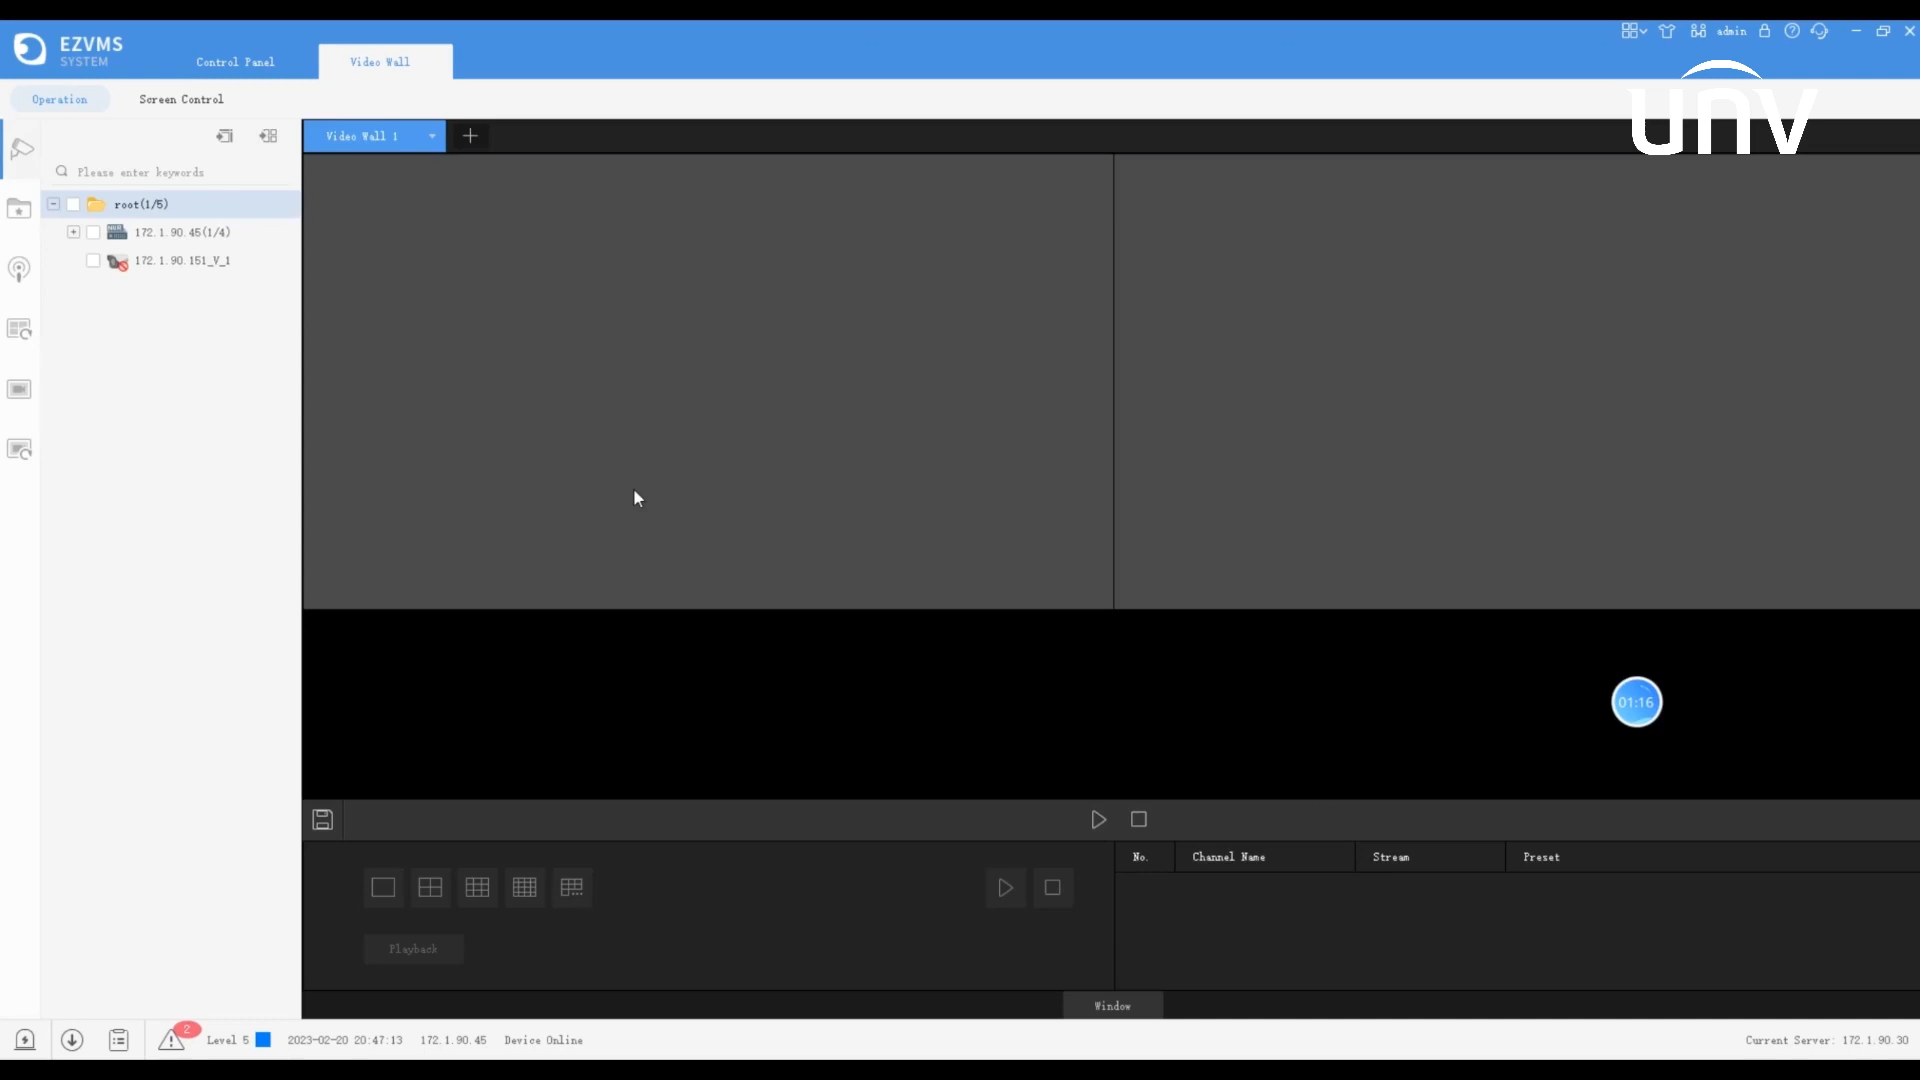 EZVMS
SYSTEM
Control Panel
Video Wall
admin
unv
Operation
Screen Control
Video Wall 1
Please enter keywords
root(1/5)
NVR
172.1.90.45(1/4)
172.1.90.151_V_1
01:16
No.
Channel Name
Stream
Preset
Playback
Window
2
Level 5
2023-02-20 20:47:13
172.1.90.45
Device Online
Current Server: 172.1.90.30